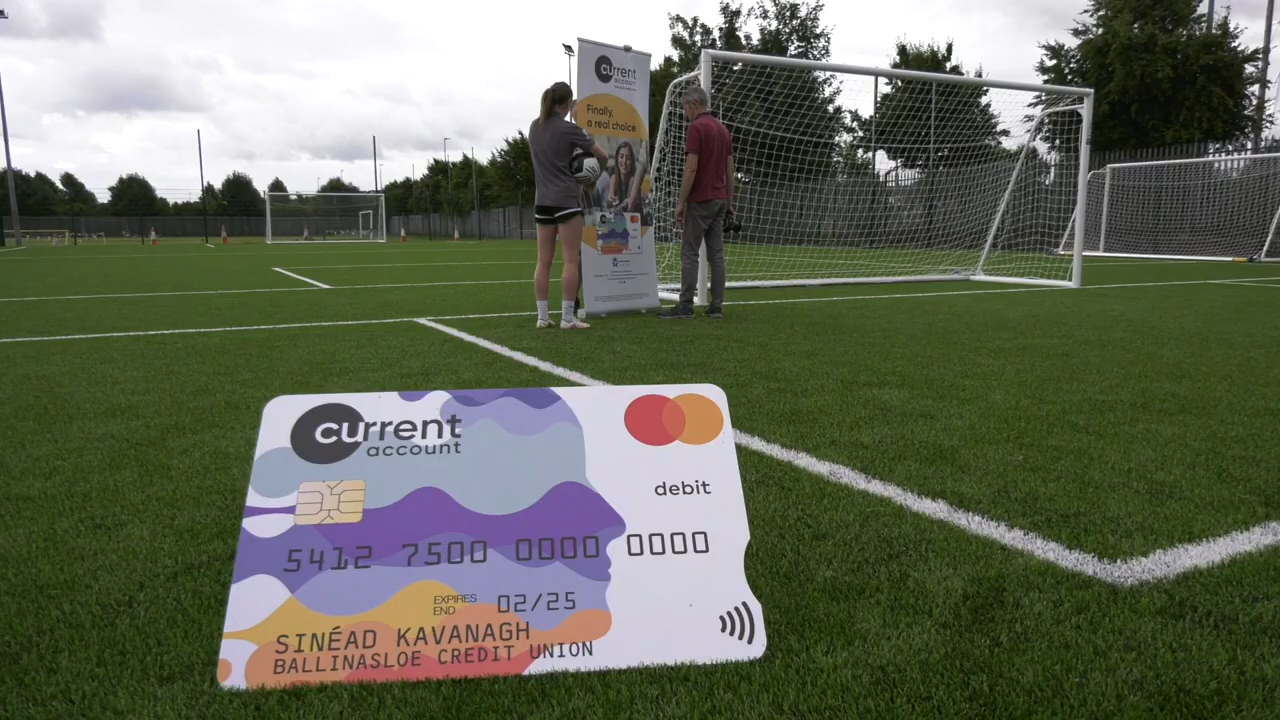 current
account
Finally,
a real choice
current
account
debit
5412 7500 0000 0000
EXPIRES
END
02/25
SINÉAD KAVANAGH
BALLINASLOE CREDIT UNION